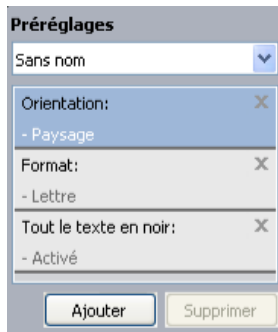 Préréglages
Sans nom
Orientation:
- Paysage
Format:
- Lettre
Tout le texte en noir:
- Activé
Ajouter
Supprimer